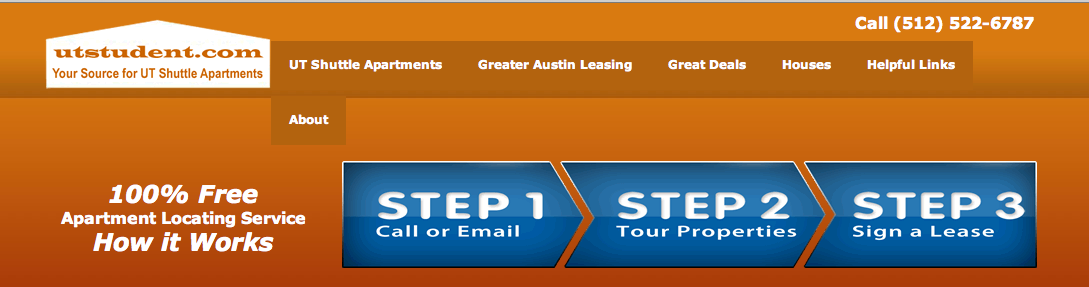 Call (512) 522-6787
utstudent.com
Your Source for UT Shuttle Apartments
UT Shuttle Apartments Greater Austin Leasing Great Deals Houses Helpful Links
About
100% Free
Apartment Locating Service
How it Works
STEP 1
Call or Email
STEP 2
Tour Properties
STEP 3
Sign a Lease